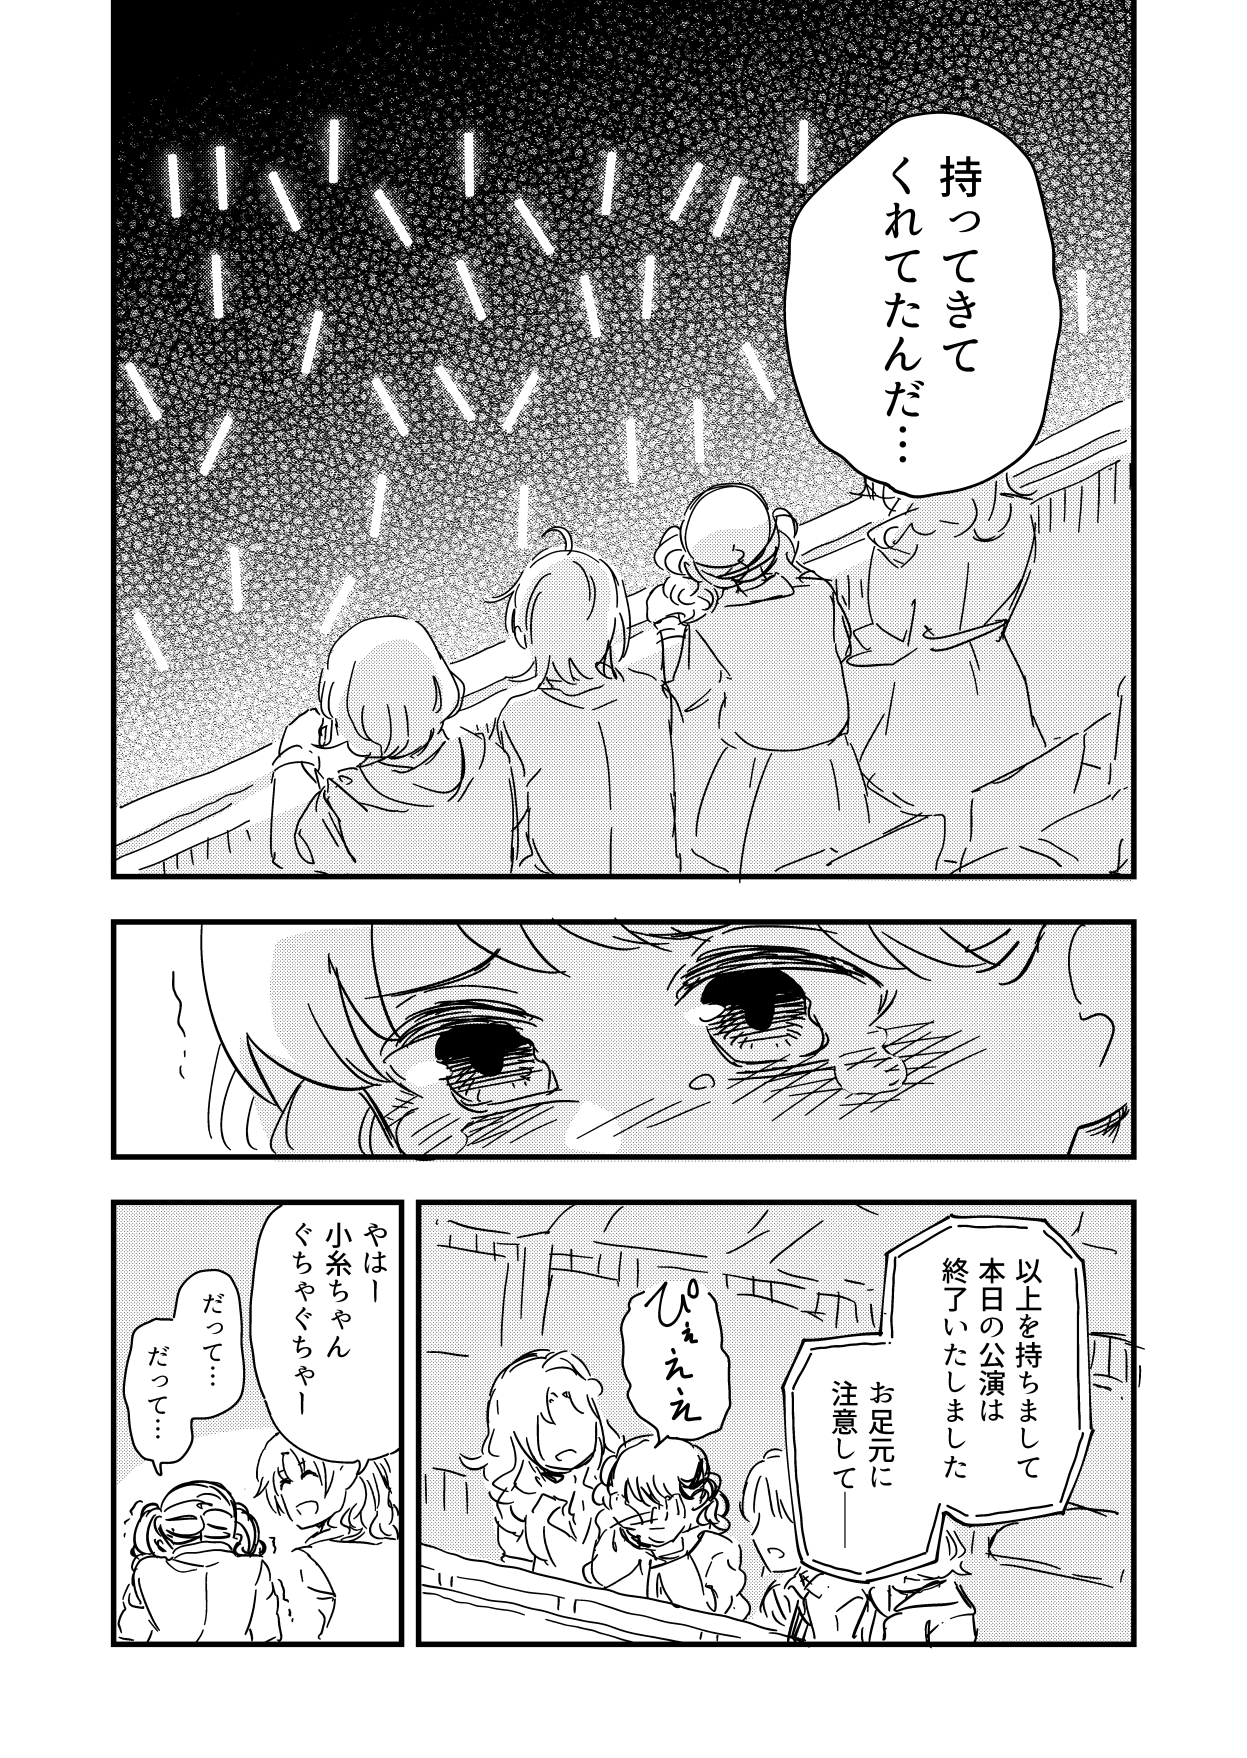 持ってきて
くれてたんだ…
以上を持ちまして
本日の公演は
終了いたしました
お足元に
注意して――
ぴぇええ
やはー
小糸ちゃん
ぐちゃぐちゃー
だって…
だって…